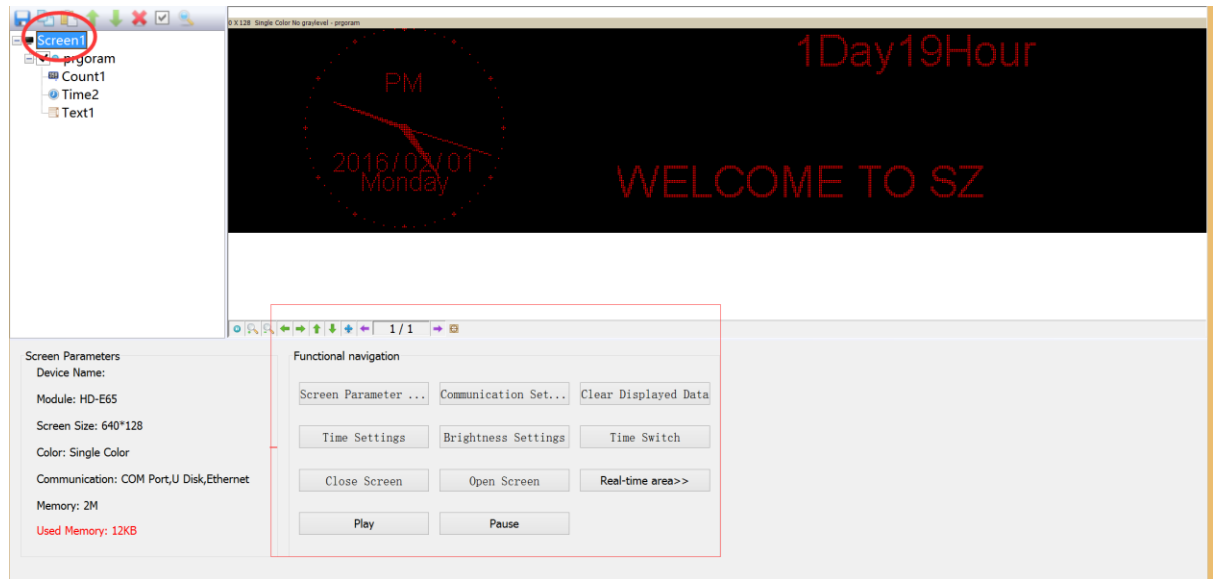 Screen1
prgoram
Count1
Time2
Text1
0 X 128 Single Color No graylevel - prgoram
1Day19Hour
PM
2016/02/01
Monday
WELCOME TO SZ
1 / 1
Screen Parameters
Device Name:
Module: HD-E65
Screen Size: 640*128
Color: Single Color
Communication: COM Port,U Disk,Ethernet
Memory: 2M
Used Memory: 12KB
Functional navigation
Screen Parameter ...
Communication Set...
Clear Displayed Data
Time Settings
Brightness Settings
Time Switch
Close Screen
Open Screen
Real-time area>>
Play
Pause